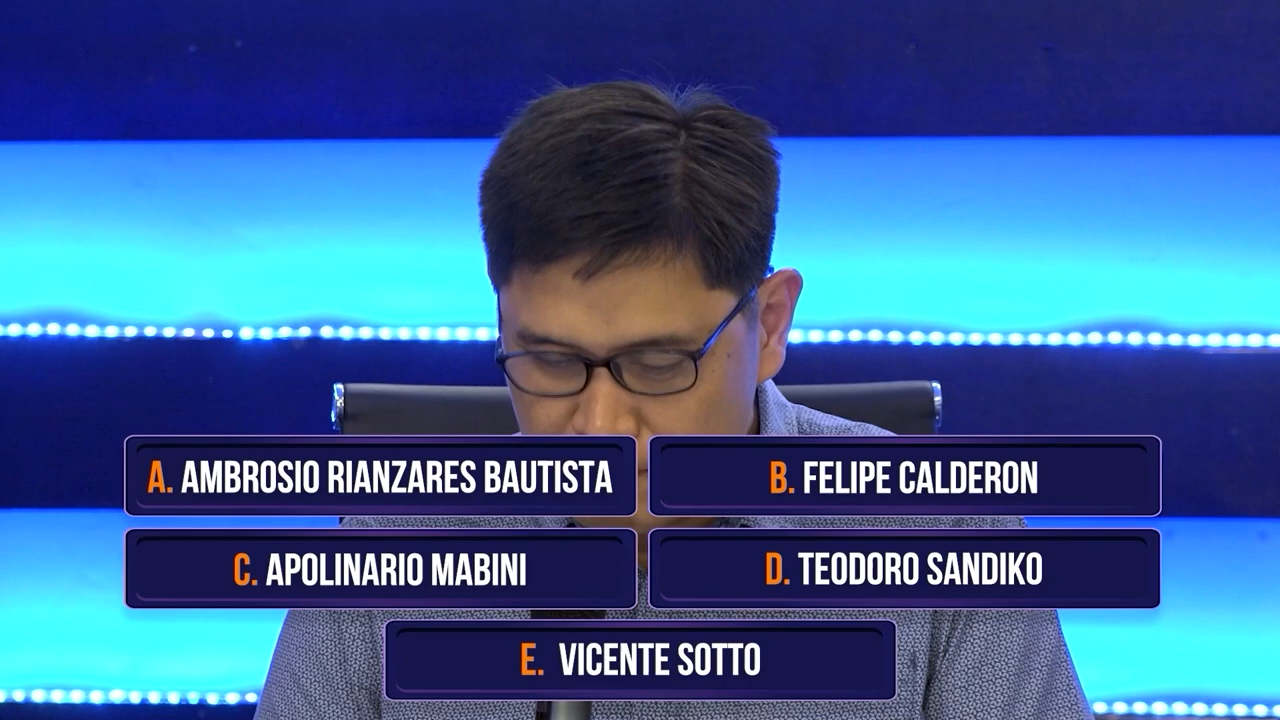 A. AMBROSIO RIANZARES BAUTISTA
B. FELIPE CALDERON
C. APOLINARIO MABINI
D. TEODORO SANDIKO
E. VICENTE SOTTO